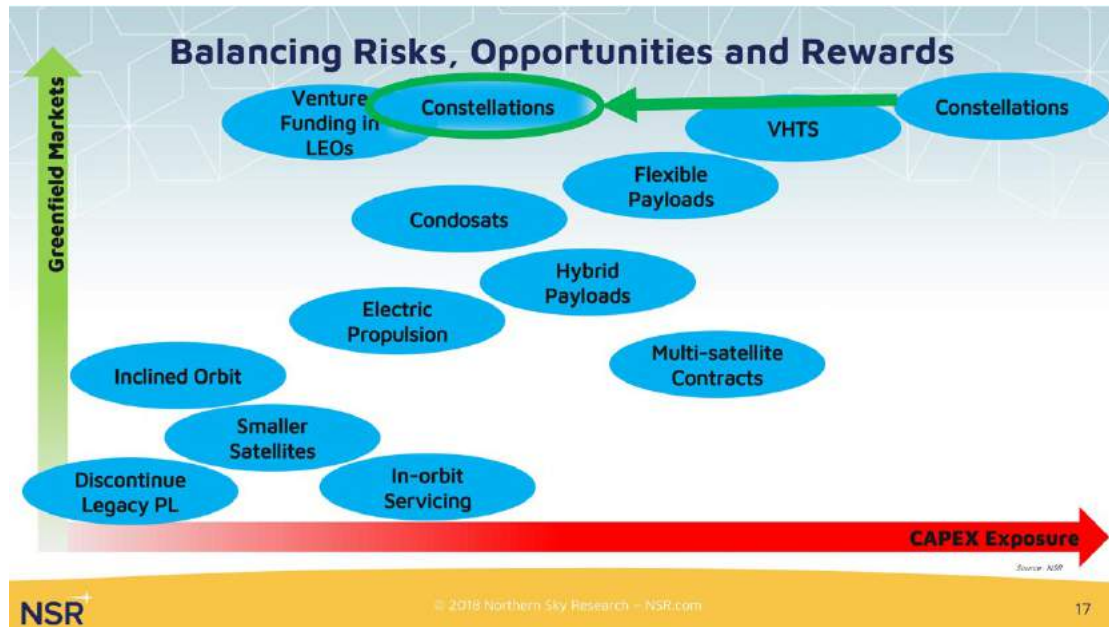 Balancing Risks, Opportunities and Rewards
Greenfield Markets
Venture
Funding in
LEOs
Constellations
VHTS
Constellations
Flexible
Payloads
Condosats
Hybrid
Payloads
Electric
Propulsion
Multi-satellite
Contracts
Inclined Orbit
Smaller
Satellites
Discontinue
Legacy PL
In-orbit
Servicing
CAPEX Exposure
Source: NSR
NSR
© 2018 Northern Sky Research – NSR.com
17